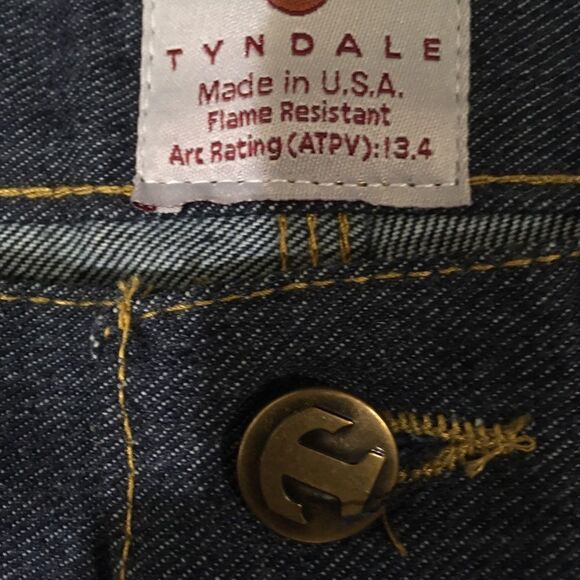 TYNDALE
Made in U.S.A.
Flame Resistant
Arc Rating (ATPV): 13.4